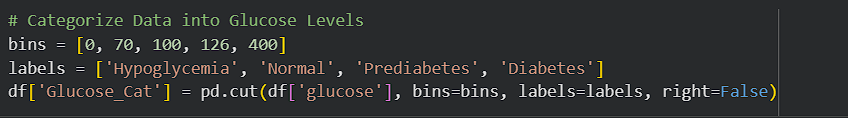 # Categorize Data into Glucose Levels
bins = [0, 70, 100, 126, 400]
labels = ['Hypoglycemia', 'Normal', 'Prediabetes', 'Diabetes']
df['Glucose_Cat'] = pd.cut(df['glucose'], bins=bins, labels=labels, right=False)